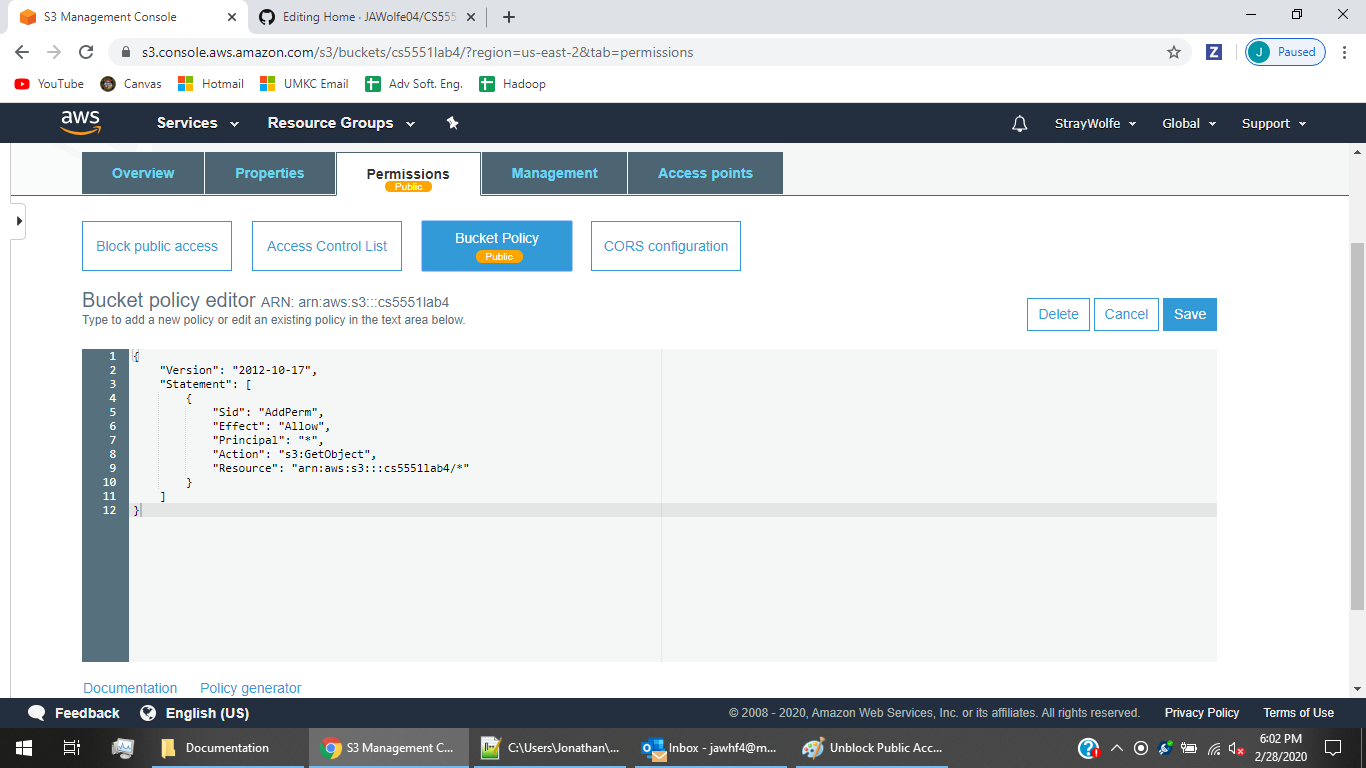 S3 Management Console
Editing Home · JAWolfe04/CS555
s3.console.aws.amazon.com/s3/buckets/cs5551lab4/?region=us-east-2&tab=permissions
J Paused
YouTube Canvas Hotmail UMKC Email Adv Soft. Eng. Hadoop
aws Services Resource Groups StrayWolfe Global Support
Overview Properties Permissions Management Access points
Public
Block public access Access Control List Bucket Policy CORS configuration
Public
Bucket policy editor ARN: arn:aws:s3:::cs5551lab4
Type to add a new policy or edit an existing policy in the text area below.
Delete Cancel Save
1 {
2 "Version": "2012-10-17",
3 "Statement": [
4 {
5 "Sid": "AddPerm",
6 "Effect": "Allow",
7 "Principal": "*",
8 "Action": "s3:GetObject",
9 "Resource": "arn:aws:s3:::cs5551lab4/*"
10 }
11 ]
12 }
Documentation Policy generator
Feedback English (US) © 2008 - 2020, Amazon Web Services, Inc. or its affiliates. All rights reserved. Privacy Policy Terms of Use
Documentation S3 Management C... C:\Users\Jonathan\... Inbox - jawhf4@m... Unblock Public Acc...
6:02 PM
2/28/2020